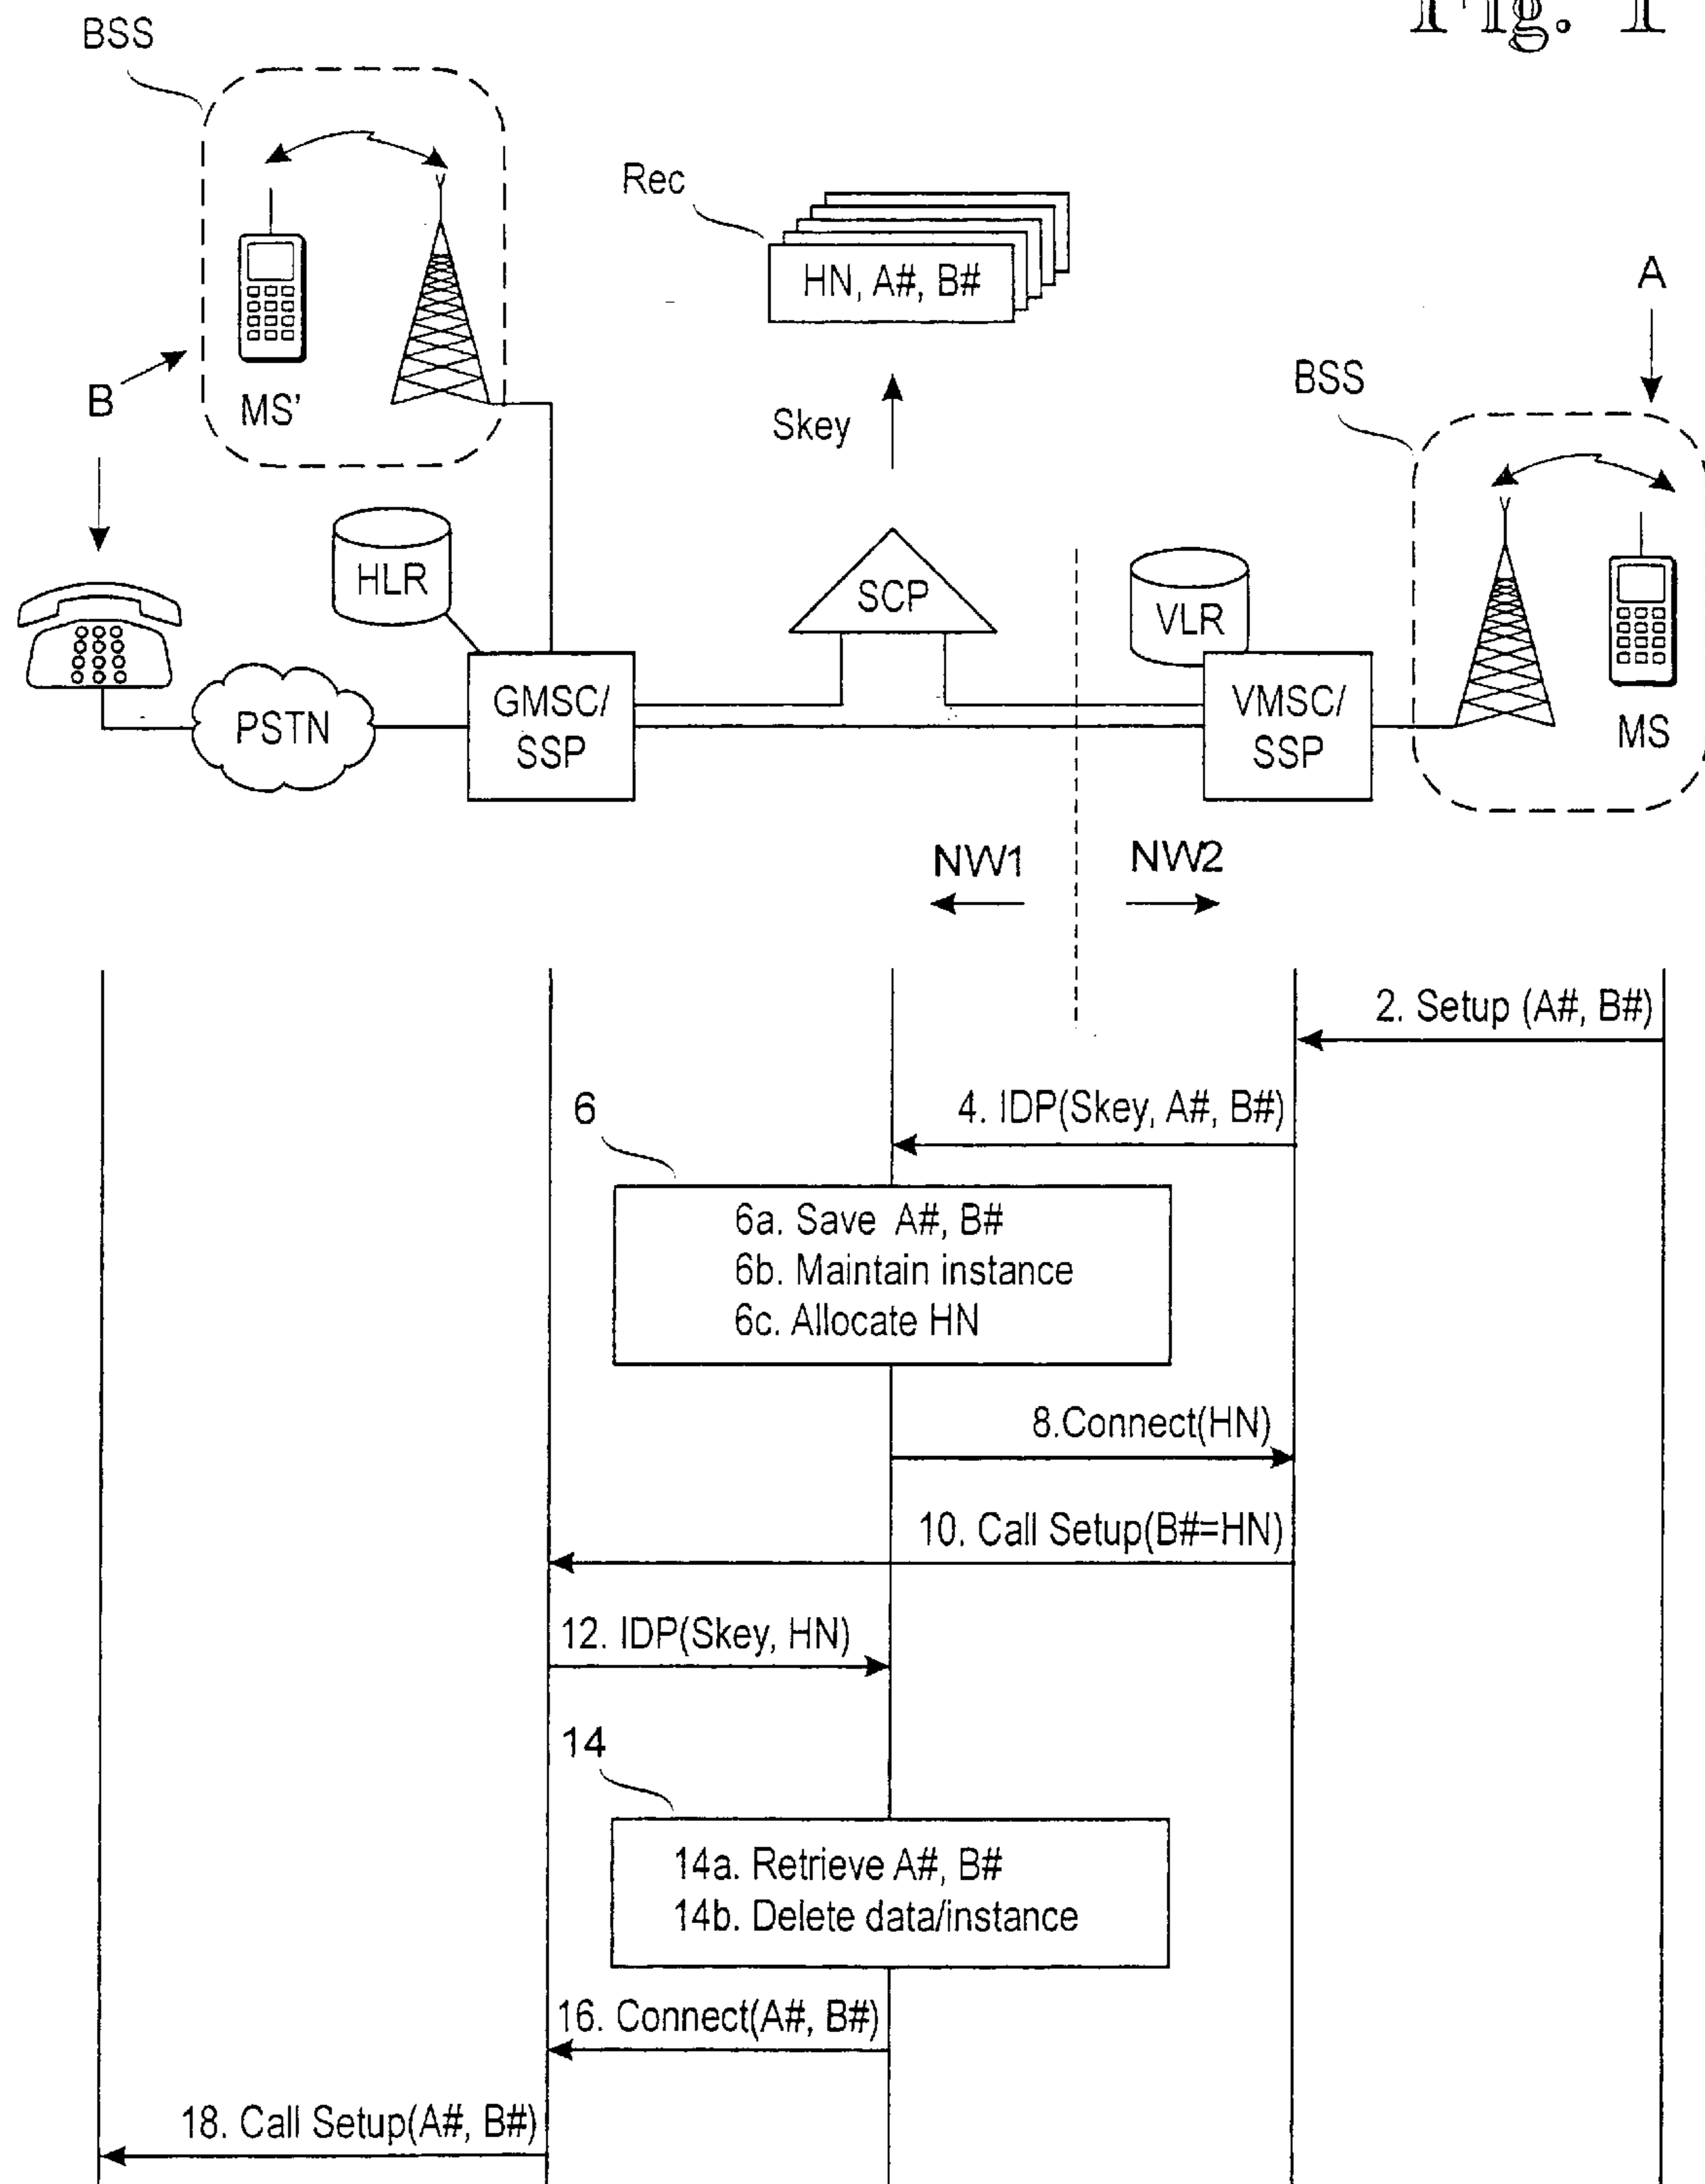 Fig. 1
BSS
Rec
HN, A#, B#
A
B
MS'
Skey
BSS
HLR
SCP
VLR
PSTN
GMSC/
SSP
VMSC/
SSP
MS
NW1
NW2
2. Setup (A#, B#)
4. IDP(Skey, A#, B#)
6
6a. Save A#, B#
6b. Maintain instance
6c. Allocate HN
8.Connect(HN)
10. Call Setup(B#=HN)
12. IDP(Skey, HN)
14
14a. Retrieve A#, B#
14b. Delete data/instance
16. Connect(A#, B#)
18. Call Setup(A#, B#)